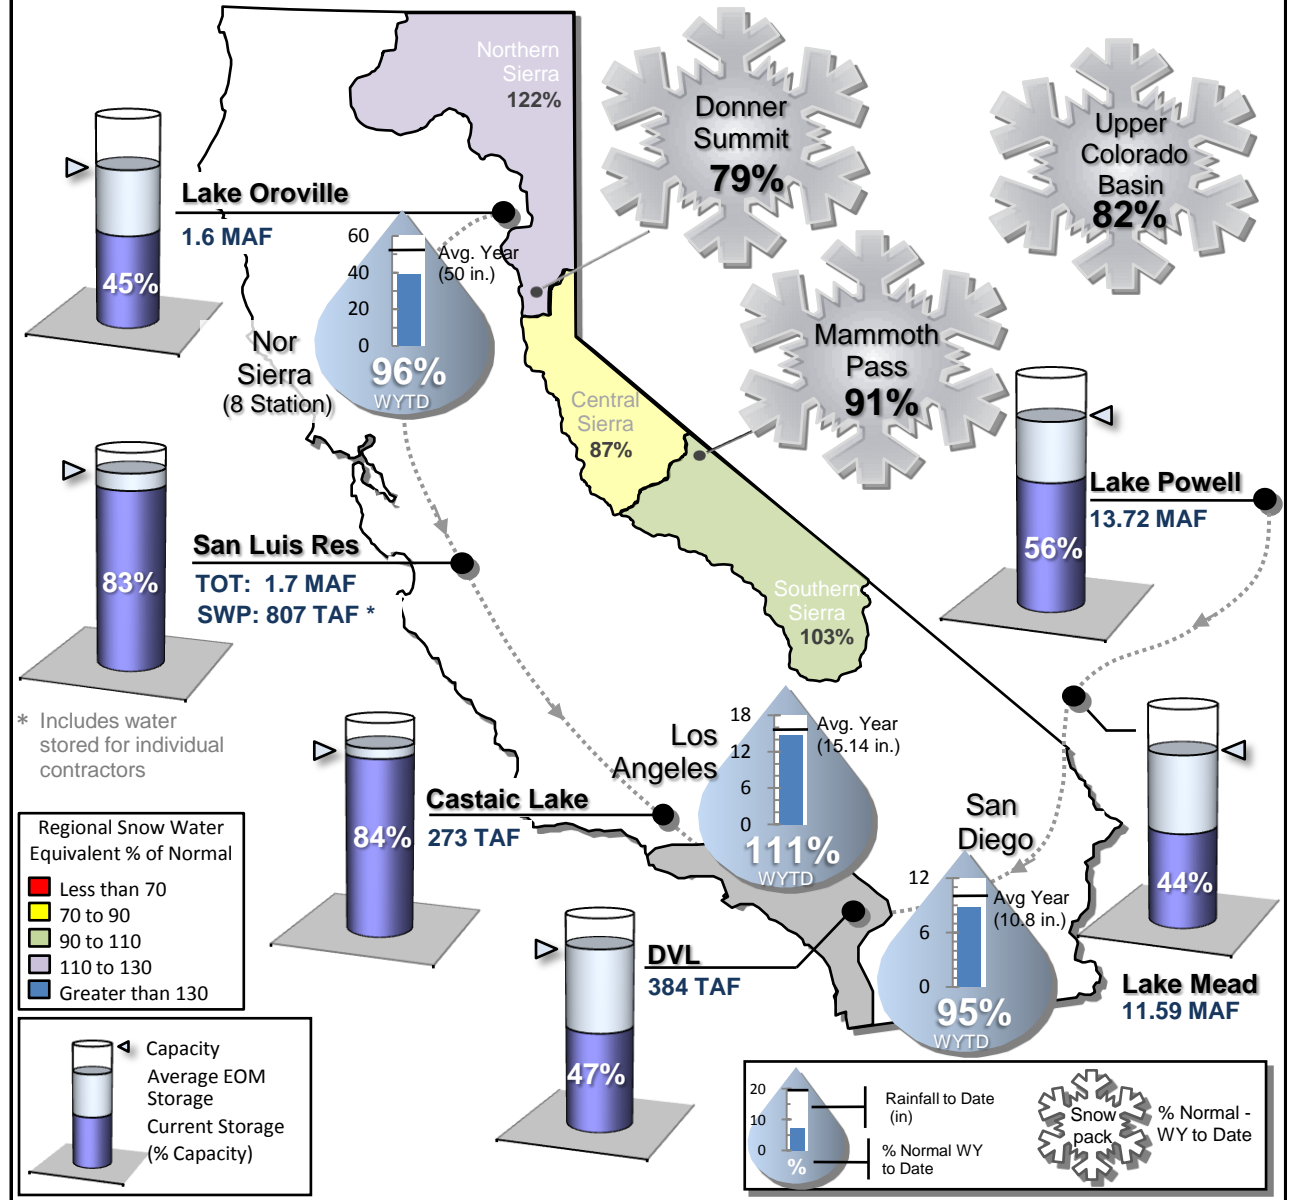 Northern
Sierra
122%
Donner
Summit
79%
Upper
Colorado
Basin
82%
Lake Oroville
1.6 MAF
45%
60
40
20
0
Avg. Year
(50 in.)
96%
WYTD
Nor
Sierra
(8 Station)
Mammoth
Pass
91%
Central
Sierra
87%
Lake Powell
13.72 MAF
56%
San Luis Res
TOT: 1.7 MAF
SWP: 807 TAF *
83%
Southern
Sierra
103%
* Includes water
stored for individual
contractors
Los
Angeles
18
12
6
0
Avg. Year
(15.14 in.)
111%
WYTD
Castaic Lake
273 TAF
84%
San
Diego
12
6
0
Avg Year
(10.8 in.)
95%
WYTD
44%
Lake Mead
11.59 MAF
DVL
384 TAF
47%
Regional Snow Water
Equivalent % of Normal
Less than 70
70 to 90
90 to 110
110 to 130
Greater than 130
Capacity
Average EOM
Storage
Current Storage
(% Capacity)
20
10
0
%
Rainfall to Date
(in)
% Normal WY
to Date
Snow
pack
% Normal -
WY to Date